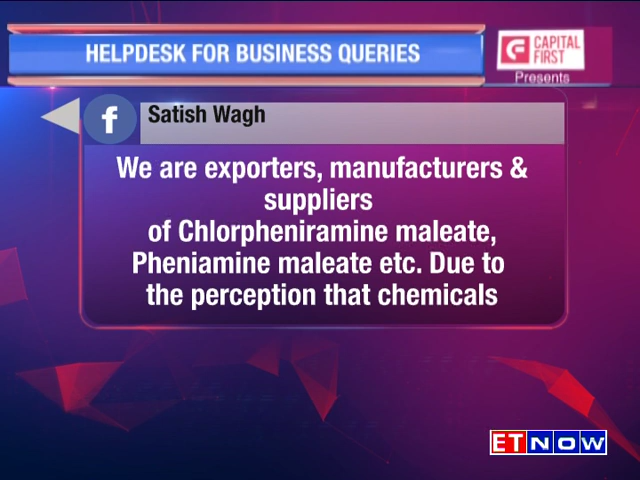 HELPDESK FOR BUSINESS QUERIES
CAPITAL
FIRST
Presents
f
Satish Wagh
We are exporters, manufacturers &
suppliers
of Chlorpheniramine maleate,
Pheniamine maleate etc. Due to
the perception that chemicals
ET NOW